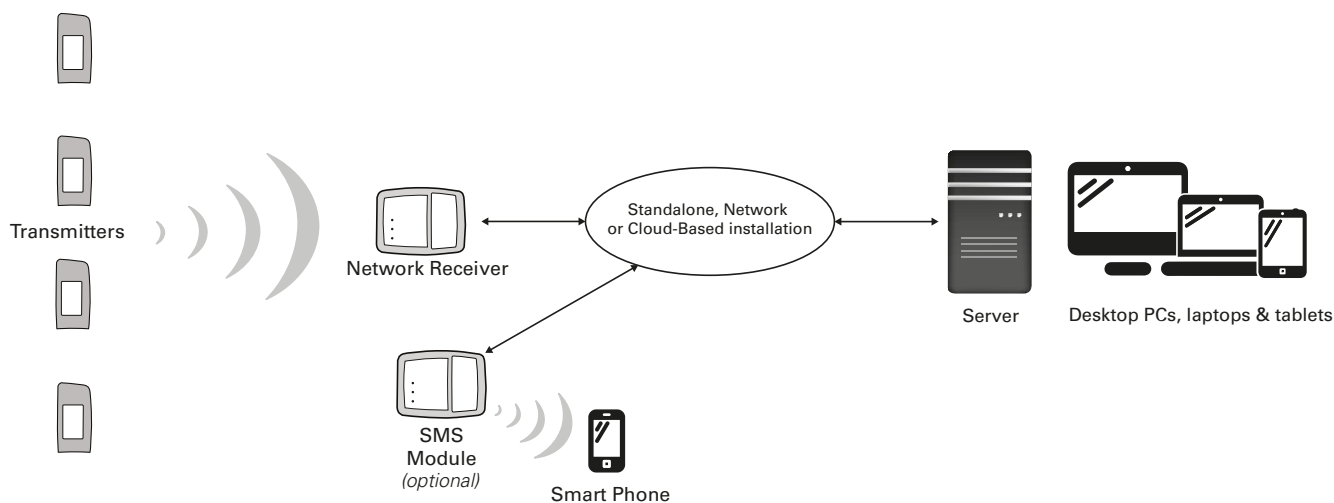 Transmitters
Network Receiver
Standalone, Network
or Cloud-Based installation
Server
Desktop PCs, laptops & tablets
SMS
Module
(optional)
Smart Phone